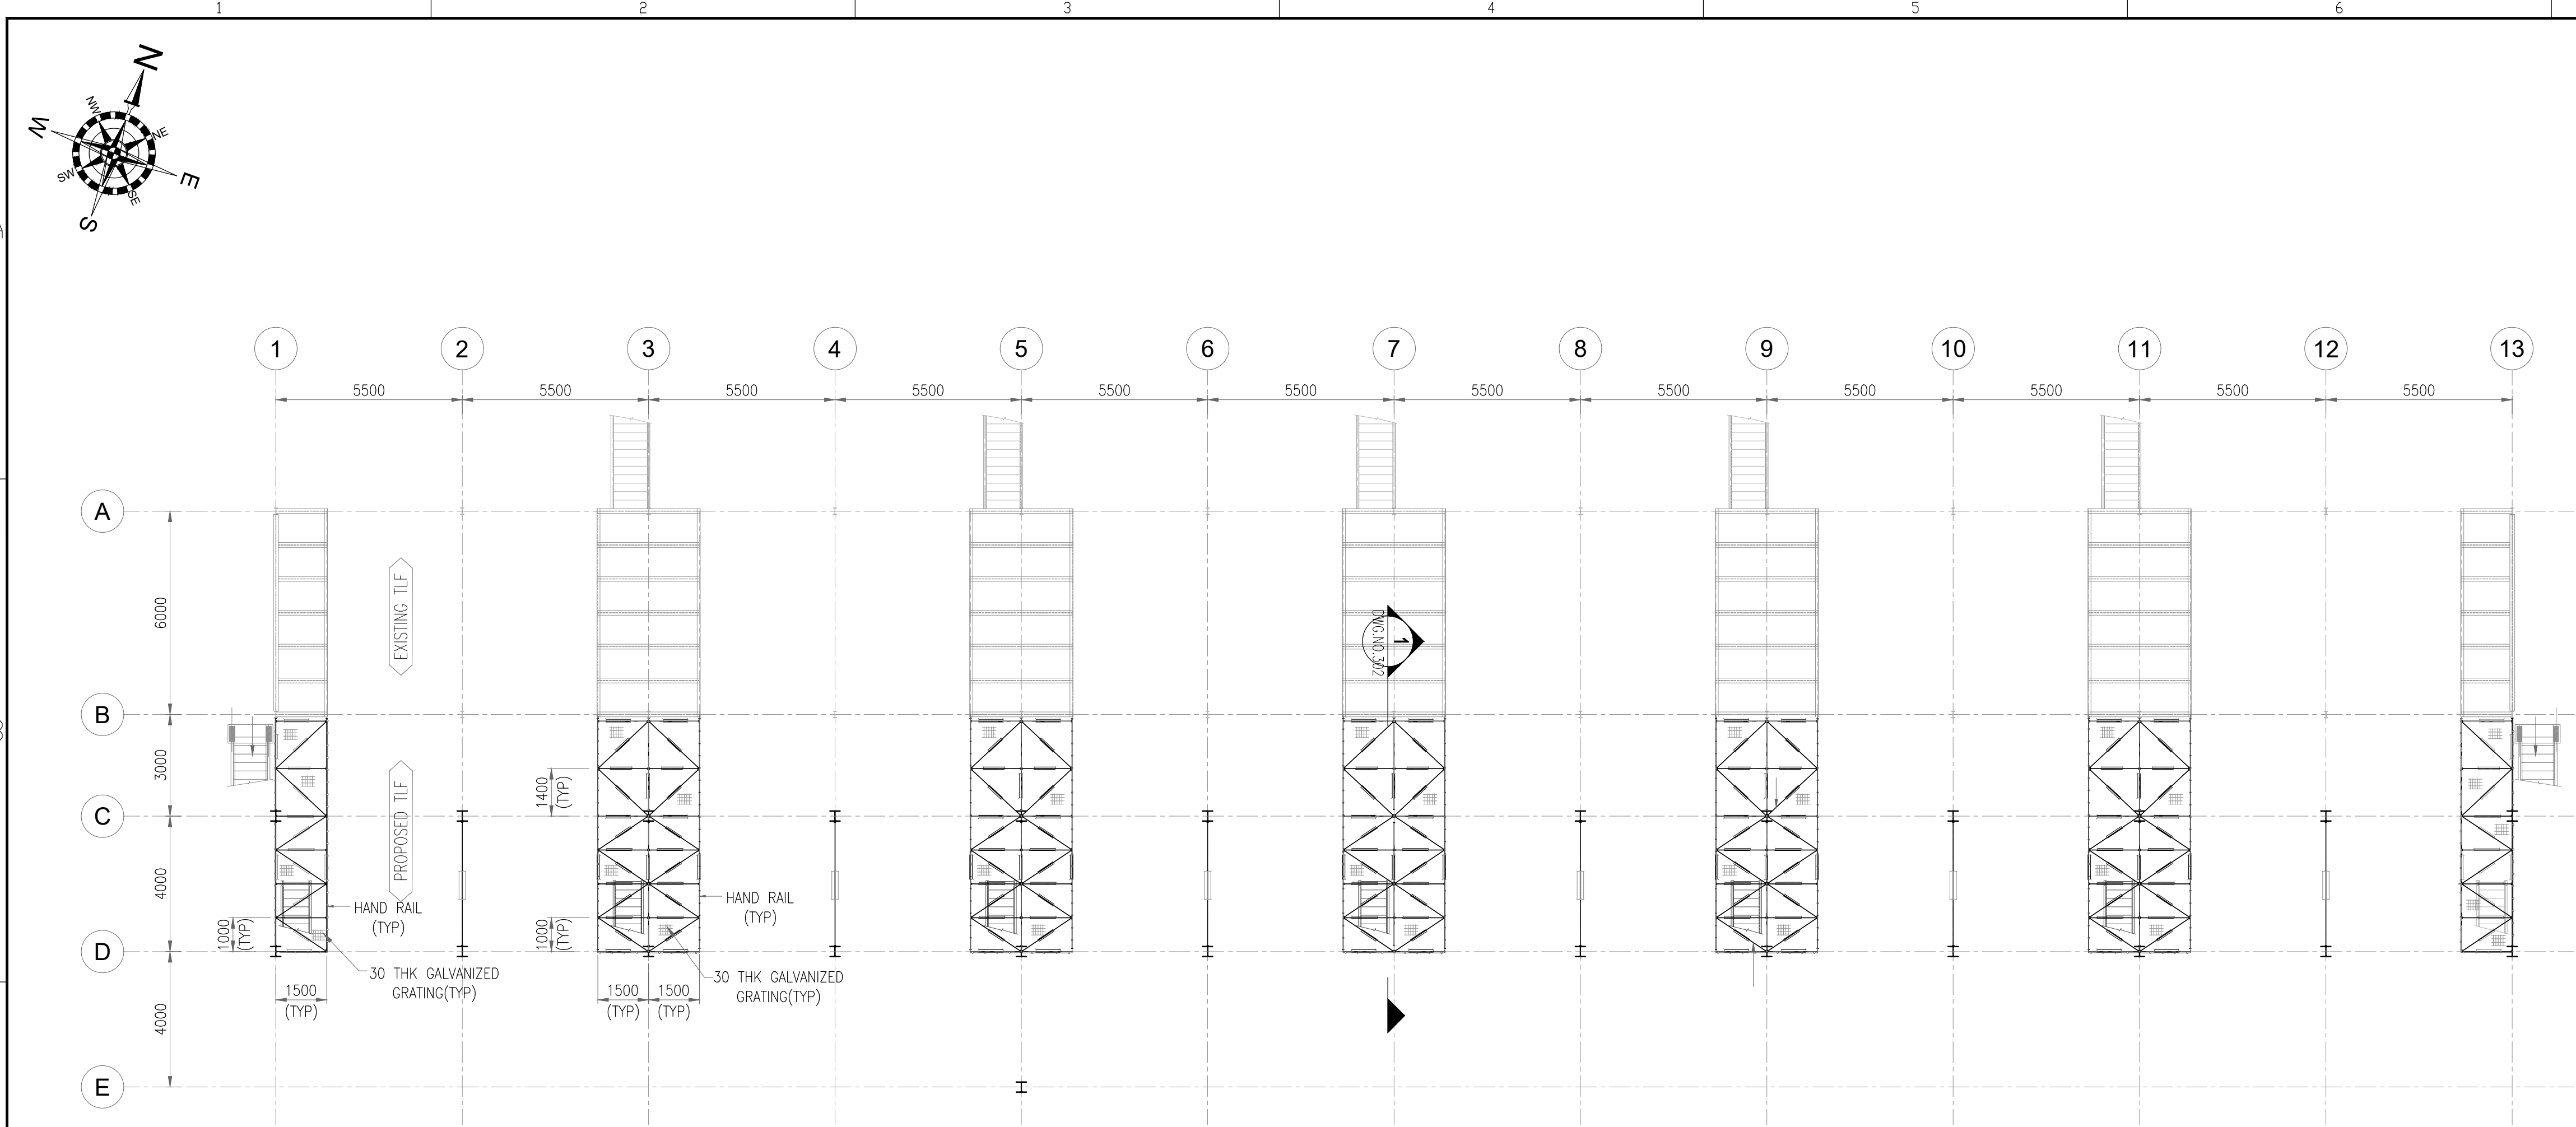 1 2 3 4 5 6
N
NW
NE
W
E
SW
SE
S
1 2 3 4 5 6 7 8 9 10 11 12 13
5500 5500 5500 5500 5500 5500 5500 5500 5500 5500 5500 5500
A
6000
EXISTING TLF
DWG.NO.302
1
B
3000
1400
(TYP)
C
4000
PROPOSED TLF
HAND RAIL
(TYP)
HAND RAIL
(TYP)
1000
(TYP)
1000
(TYP)
D
30 THK GALVANIZED
GRATING(TYP)
30 THK GALVANIZED
GRATING(TYP)
1500
(TYP)
1500 1500
(TYP) (TYP)
4000
E